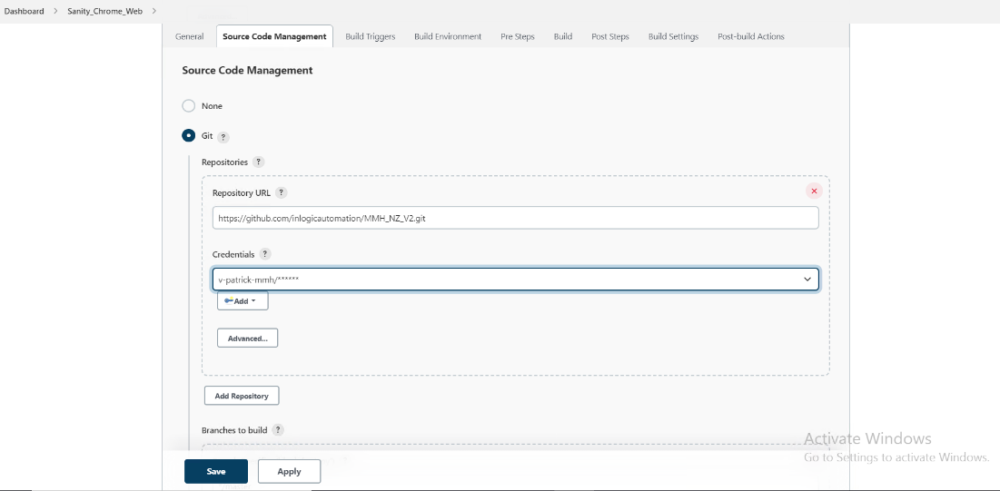 Dashboard > Sanity_Chrome_Web >
General Source Code Management Build Triggers Build Environment Pre Steps Build Post Steps Build Settings Post-build Actions
Source Code Management
None
Git ?
Repositories ?
Repository URL ?
https://github.com/inlogicautomation/MMH_NZ_V2.git
Credentials ?
v-patrick-mmh/******
Add
Advanced...
Add Repository
Branches to build ?
Activate Windows
Go to Settings to activate Windows.
Save Apply